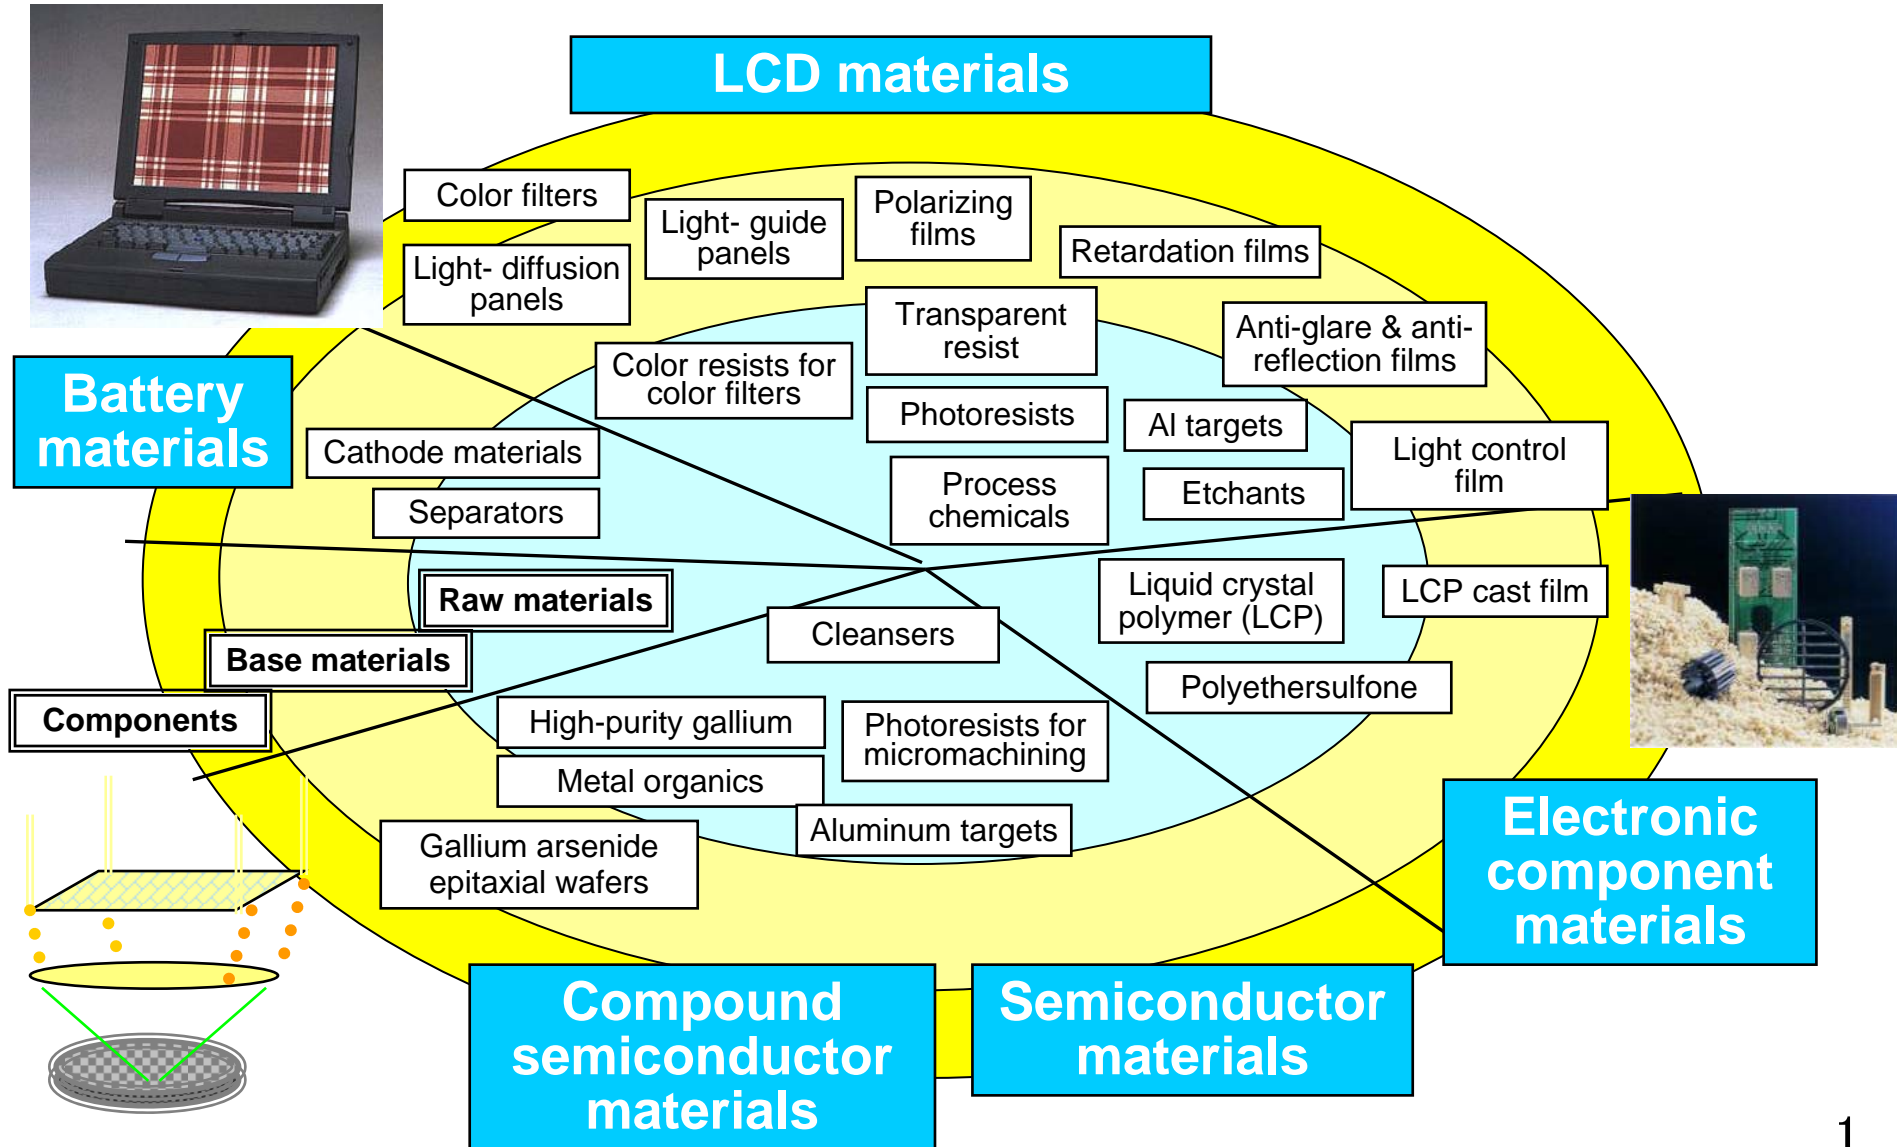 LCD materials
Color filters
Light- guide
panels
Polarizing
films
Retardation films
Light- diffusion
panels
Transparent
resist
Anti-glare & anti-
reflection films
Color resists for
color filters
Battery
materials
Photoresists
Al targets
Cathode materials
Light control
film
Process
chemicals
Etchants
Separators
Raw materials
Liquid crystal
polymer (LCP)
LCP cast film
Cleansers
Base materials
Polyethersulfone
Components
High-purity gallium
Photoresists for
micromachining
Metal organics
Aluminum targets
Gallium arsenide
epitaxial wafers
Electronic
component
materials
Compound
semiconductor
materials
Semiconductor
materials
1